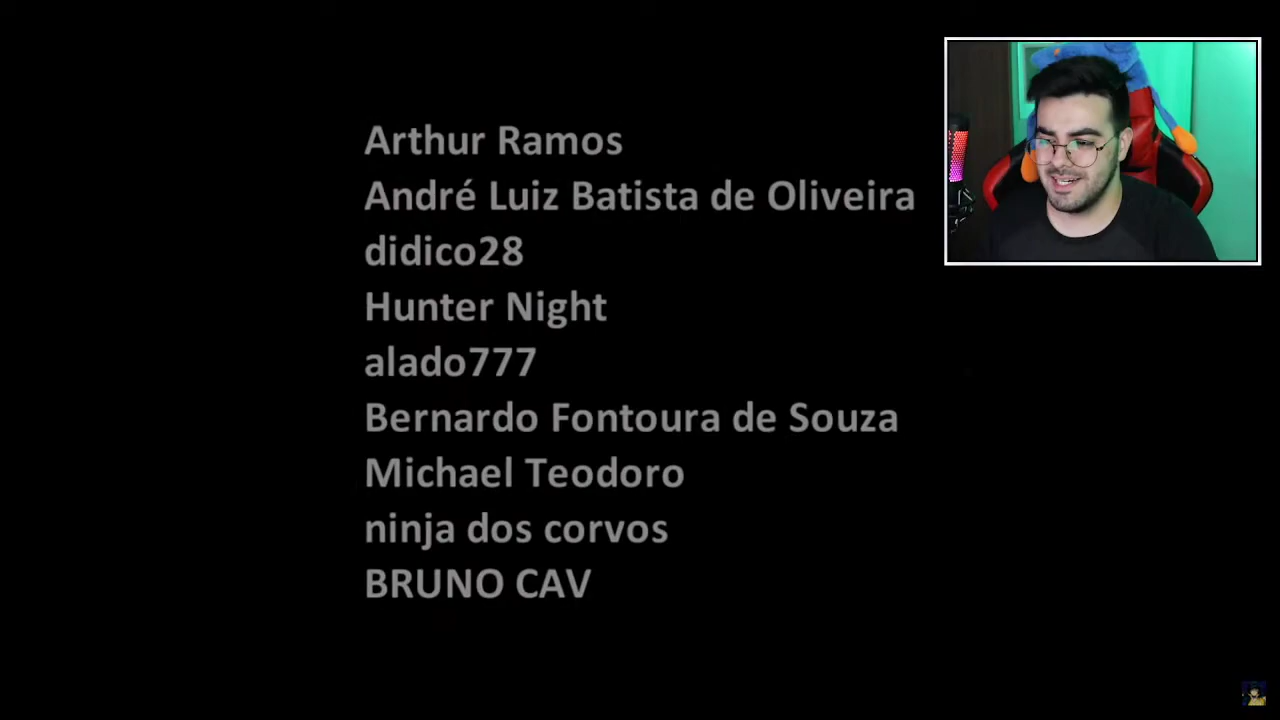 Arthur Ramos
André Luiz Batista de Oliveira
didico28
Hunter Night
alado777
Bernardo Fontoura de Souza
Michael Teodoro
ninja dos corvos
BRUNO CAV